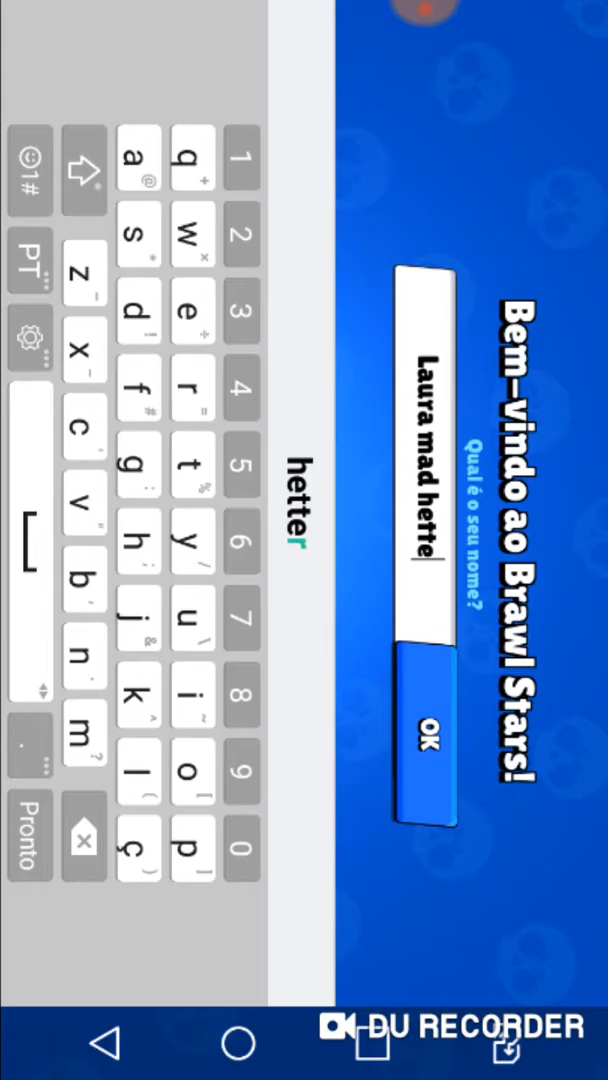 Bem-vindo ao Brawl Stars!
Qual é o seu nome?
Laura mad hette
OK
hetter
1 2 3 4 5 6 7 8 9 0
q + w × e ÷ r = t % y / u \ i ~ o [ p ]
a @ s * d ! f # g : h ; j & k ^ l ( ç )
z _ x - c ' v " b , n . m ?
☺1# PT . Pronto
DU RECORDER